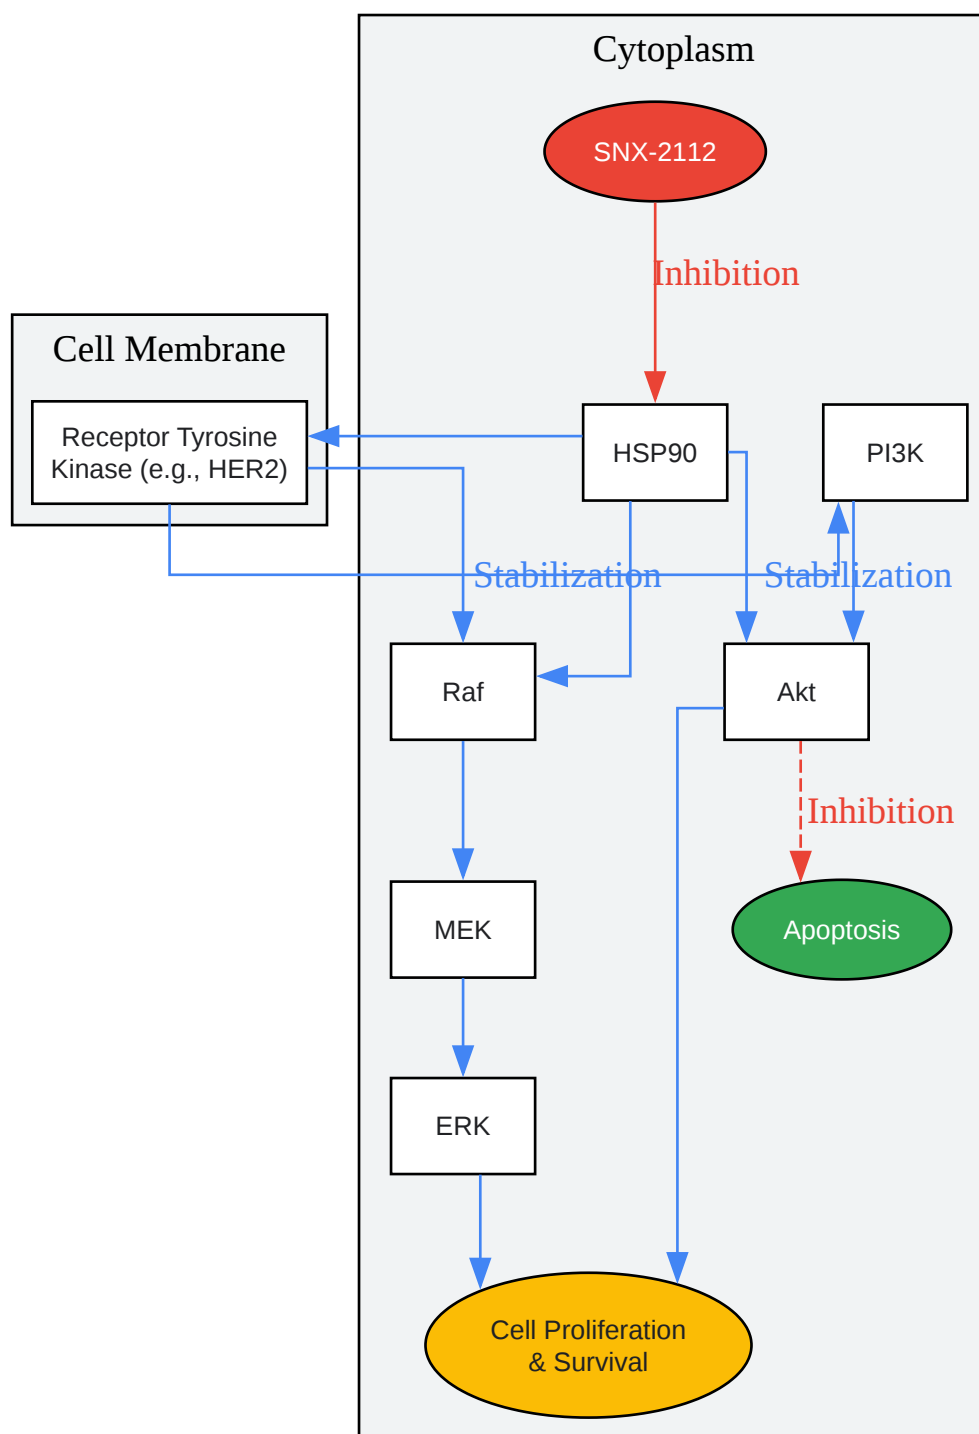 Cytoplasm
SNX-2112
Inhibition
Cell Membrane
Receptor Tyrosine
Kinase (e.g., HER2)
HSP90
PI3K
Stabilization
Stabilization
Raf
Akt
Inhibition
MEK
Apoptosis
ERK
Cell Proliferation
& Survival